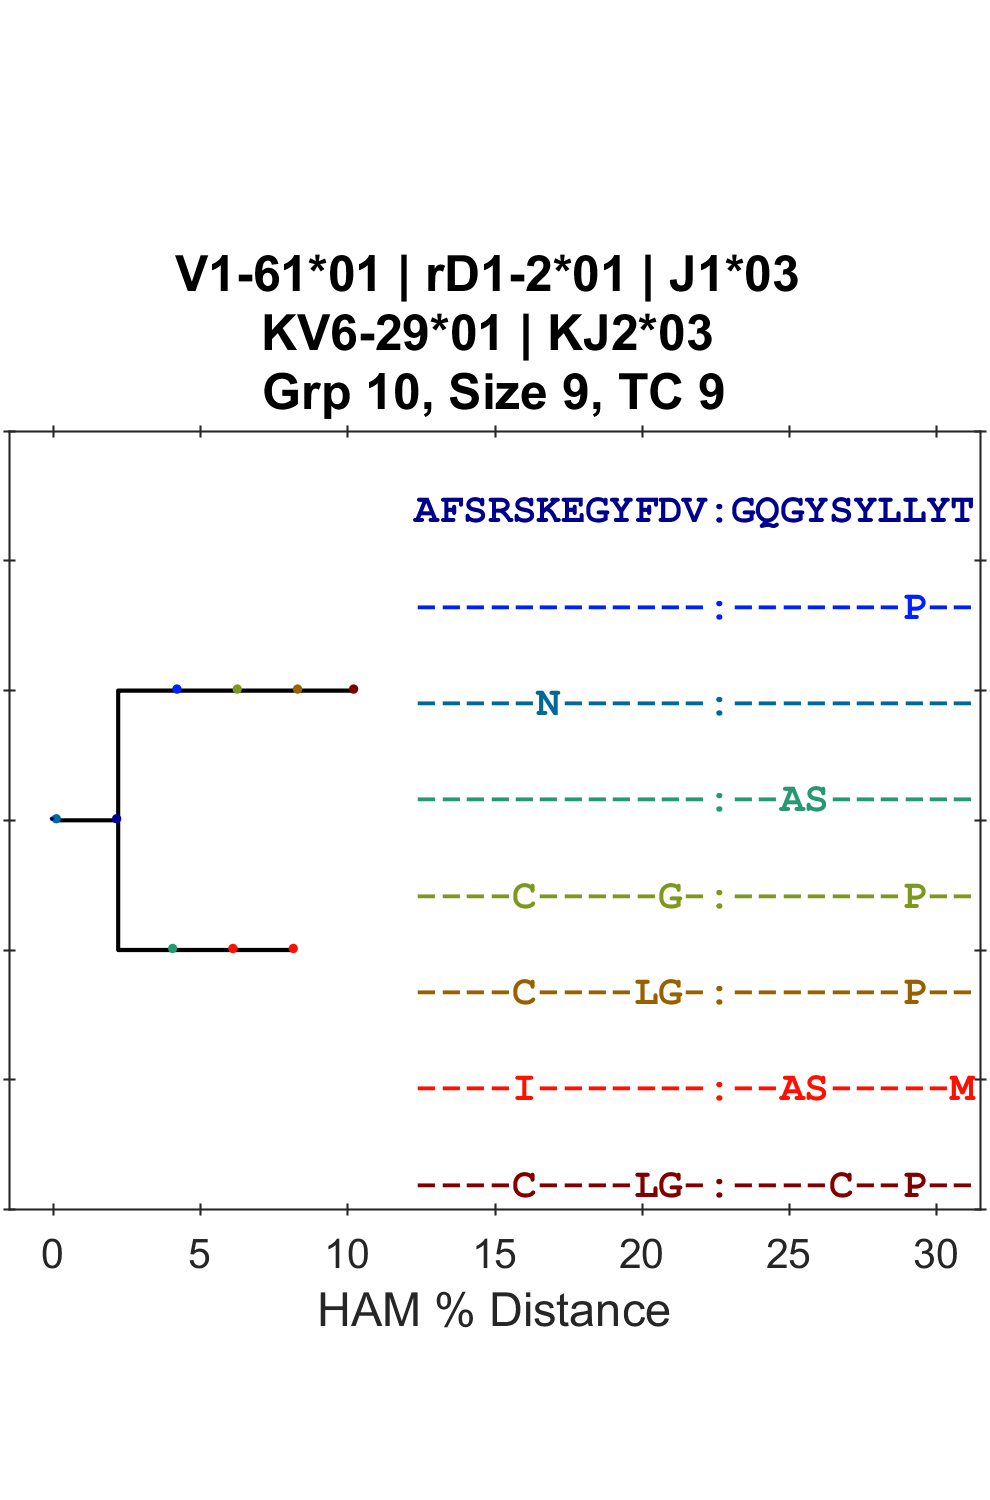 V1-61*01 | rD1-2*01 | J1*03
KV6-29*01 | KJ2*03
Grp 10, Size 9, TC 9
AFSRSKEGYFDV:GQGYSYLLYT
------------:-------P--
-----N------:----------
------------:--AS------
----C-----G-:-------P--
----C----LG-:-------P--
----I-------:--AS-----M
----C----LG-:----C--P--
0 5 10 15 20 25 30
HAM % Distance